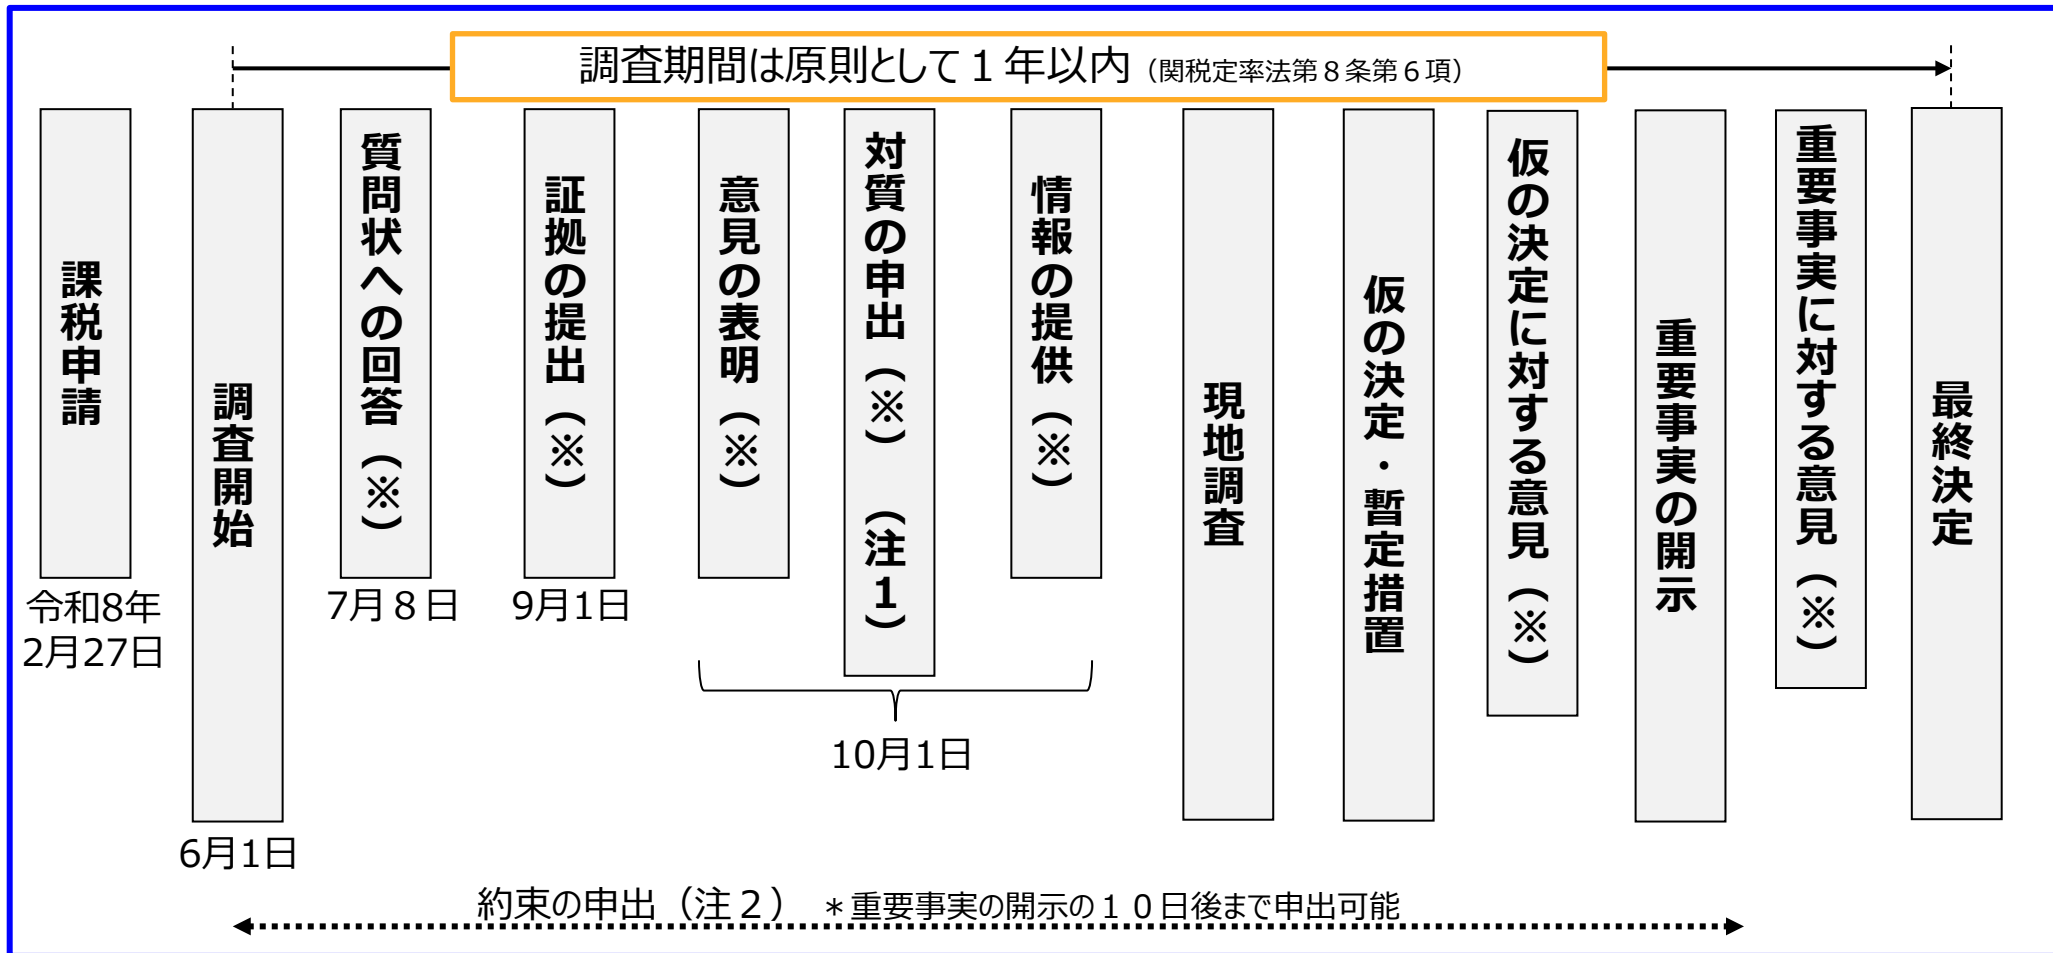 調査期間は原則として１年以内（関税定率法第８条第６項）
課税申請
令和8年
2月27日
調査開始
6月1日
質問状への回答（※）
7月８日
証拠の提出（※）
9月1日
意見の表明（※）
対質の申出（※）（注１）
情報の提供（※）
10月1日
現地調査
仮の決定・暫定措置
仮の決定に対する意見（※）
重要事実の開示
重要事実に対する意見（※）
最終決定
約束の申出（注２）＊重要事実の開示の１０日後まで申出可能